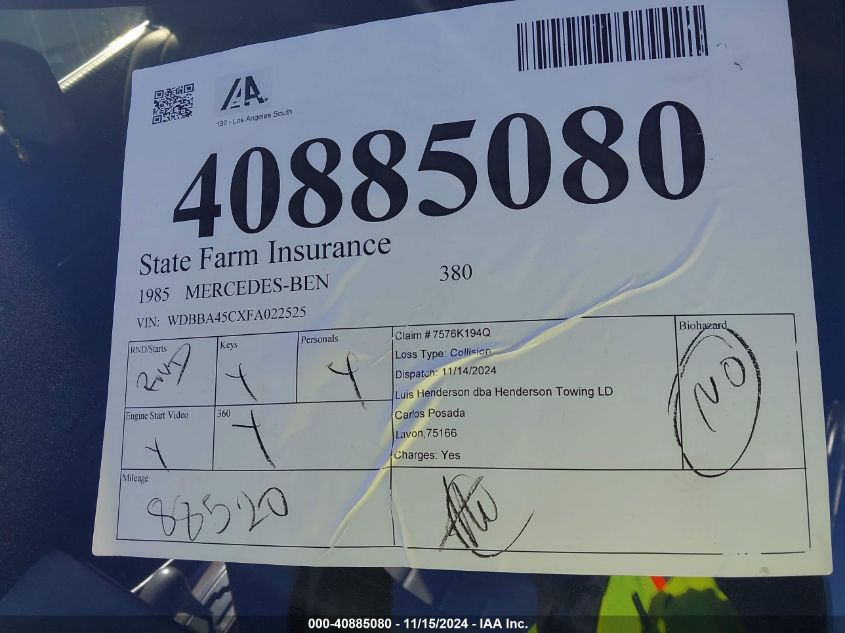 IAA.
130 - Los Angeles South
40885080
State Farm Insurance
1985 MERCEDES-BEN 380
VIN: WDBBA45CXFA022525
RND/Starts
RND
Keys
Y
Personals
Y
Claim # 7576K194Q
Loss Type: Collision
Dispatch: 11/14/2024
Luis Henderson dba Henderson Towing LD
Carlos Posada
Lavon,75166
Charges: Yes
Biohazard
NO
Engine Start Video
Y
360
Y
Mileage
88520
000-40885080 - 11/15/2024 - IAA Inc.